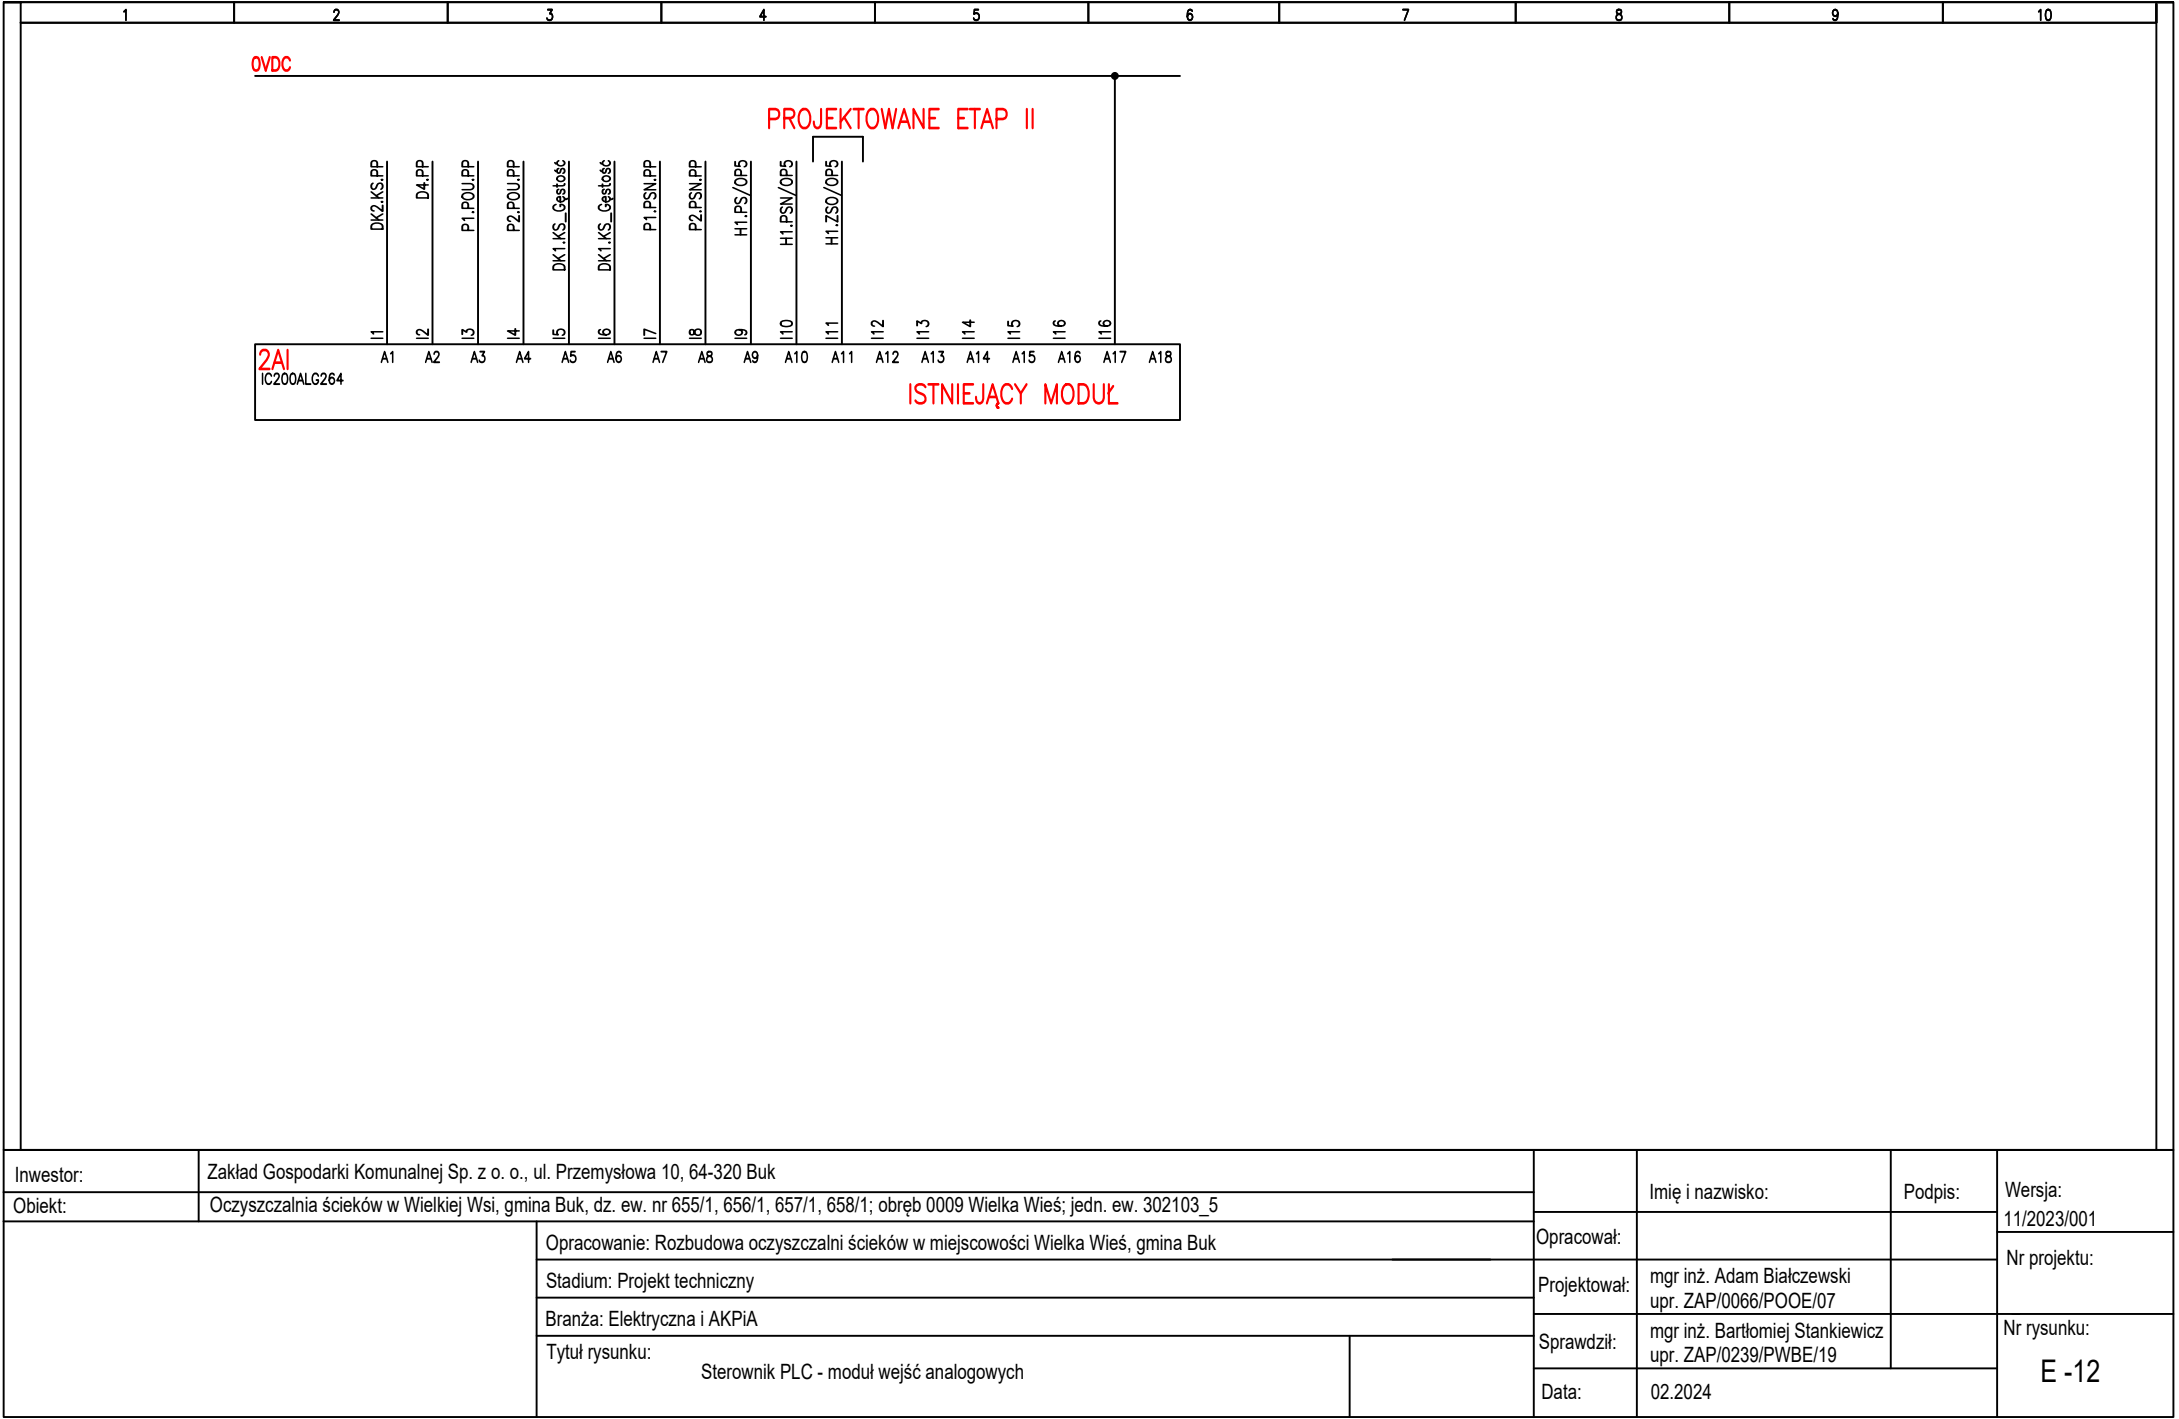 1 2 3 4 5 6 7 8 9 10
0VDC
PROJEKTOWANE ETAP II
DK2.KS.PP
D4.PP
P1.POU.PP
P2.POU.PP
DK1.KS_Gęstość
DK1.KS_Gęstość
P1.PSN.PP
P2.PSN.PP
H1.PS/OP5
H1.PSN/OP5
H1.ZSO/OP5
I1 I2 I3 I4 I5 I6 I7 I8 I9 I10 I11 I12 I13 I14 I15 I16 I16
2AI A1 A2 A3 A4 A5 A6 A7 A8 A9 A10 A11 A12 A13 A14 A15 A16 A17 A18
IC200ALG264
ISTNIEJĄCY MODUŁ
Inwestor: Zakład Gospodarki Komunalnej Sp. z o. o., ul. Przemysłowa 10, 64-320 Buk
Obiekt: Oczyszczalnia ścieków w Wielkiej Wsi, gmina Buk, dz. ew. nr 655/1, 656/1, 657/1, 658/1; obręb 0009 Wielka Wieś; jedn. ew. 302103_5
Opracowanie: Rozbudowa oczyszczalni ścieków w miejscowości Wielka Wieś, gmina Buk
Stadium: Projekt techniczny
Branża: Elektryczna i AKPiA
Tytuł rysunku:
Sterownik PLC - moduł wejść analogowych
Imię i nazwisko: Podpis:
Opracował:
Projektował: mgr inż. Adam Białczewski
upr. ZAP/0066/POOE/07
Sprawdził: mgr inż. Bartłomiej Stankiewicz
upr. ZAP/0239/PWBE/19
Data: 02.2024
Wersja:
11/2023/001
Nr projektu:
Nr rysunku:
E -12